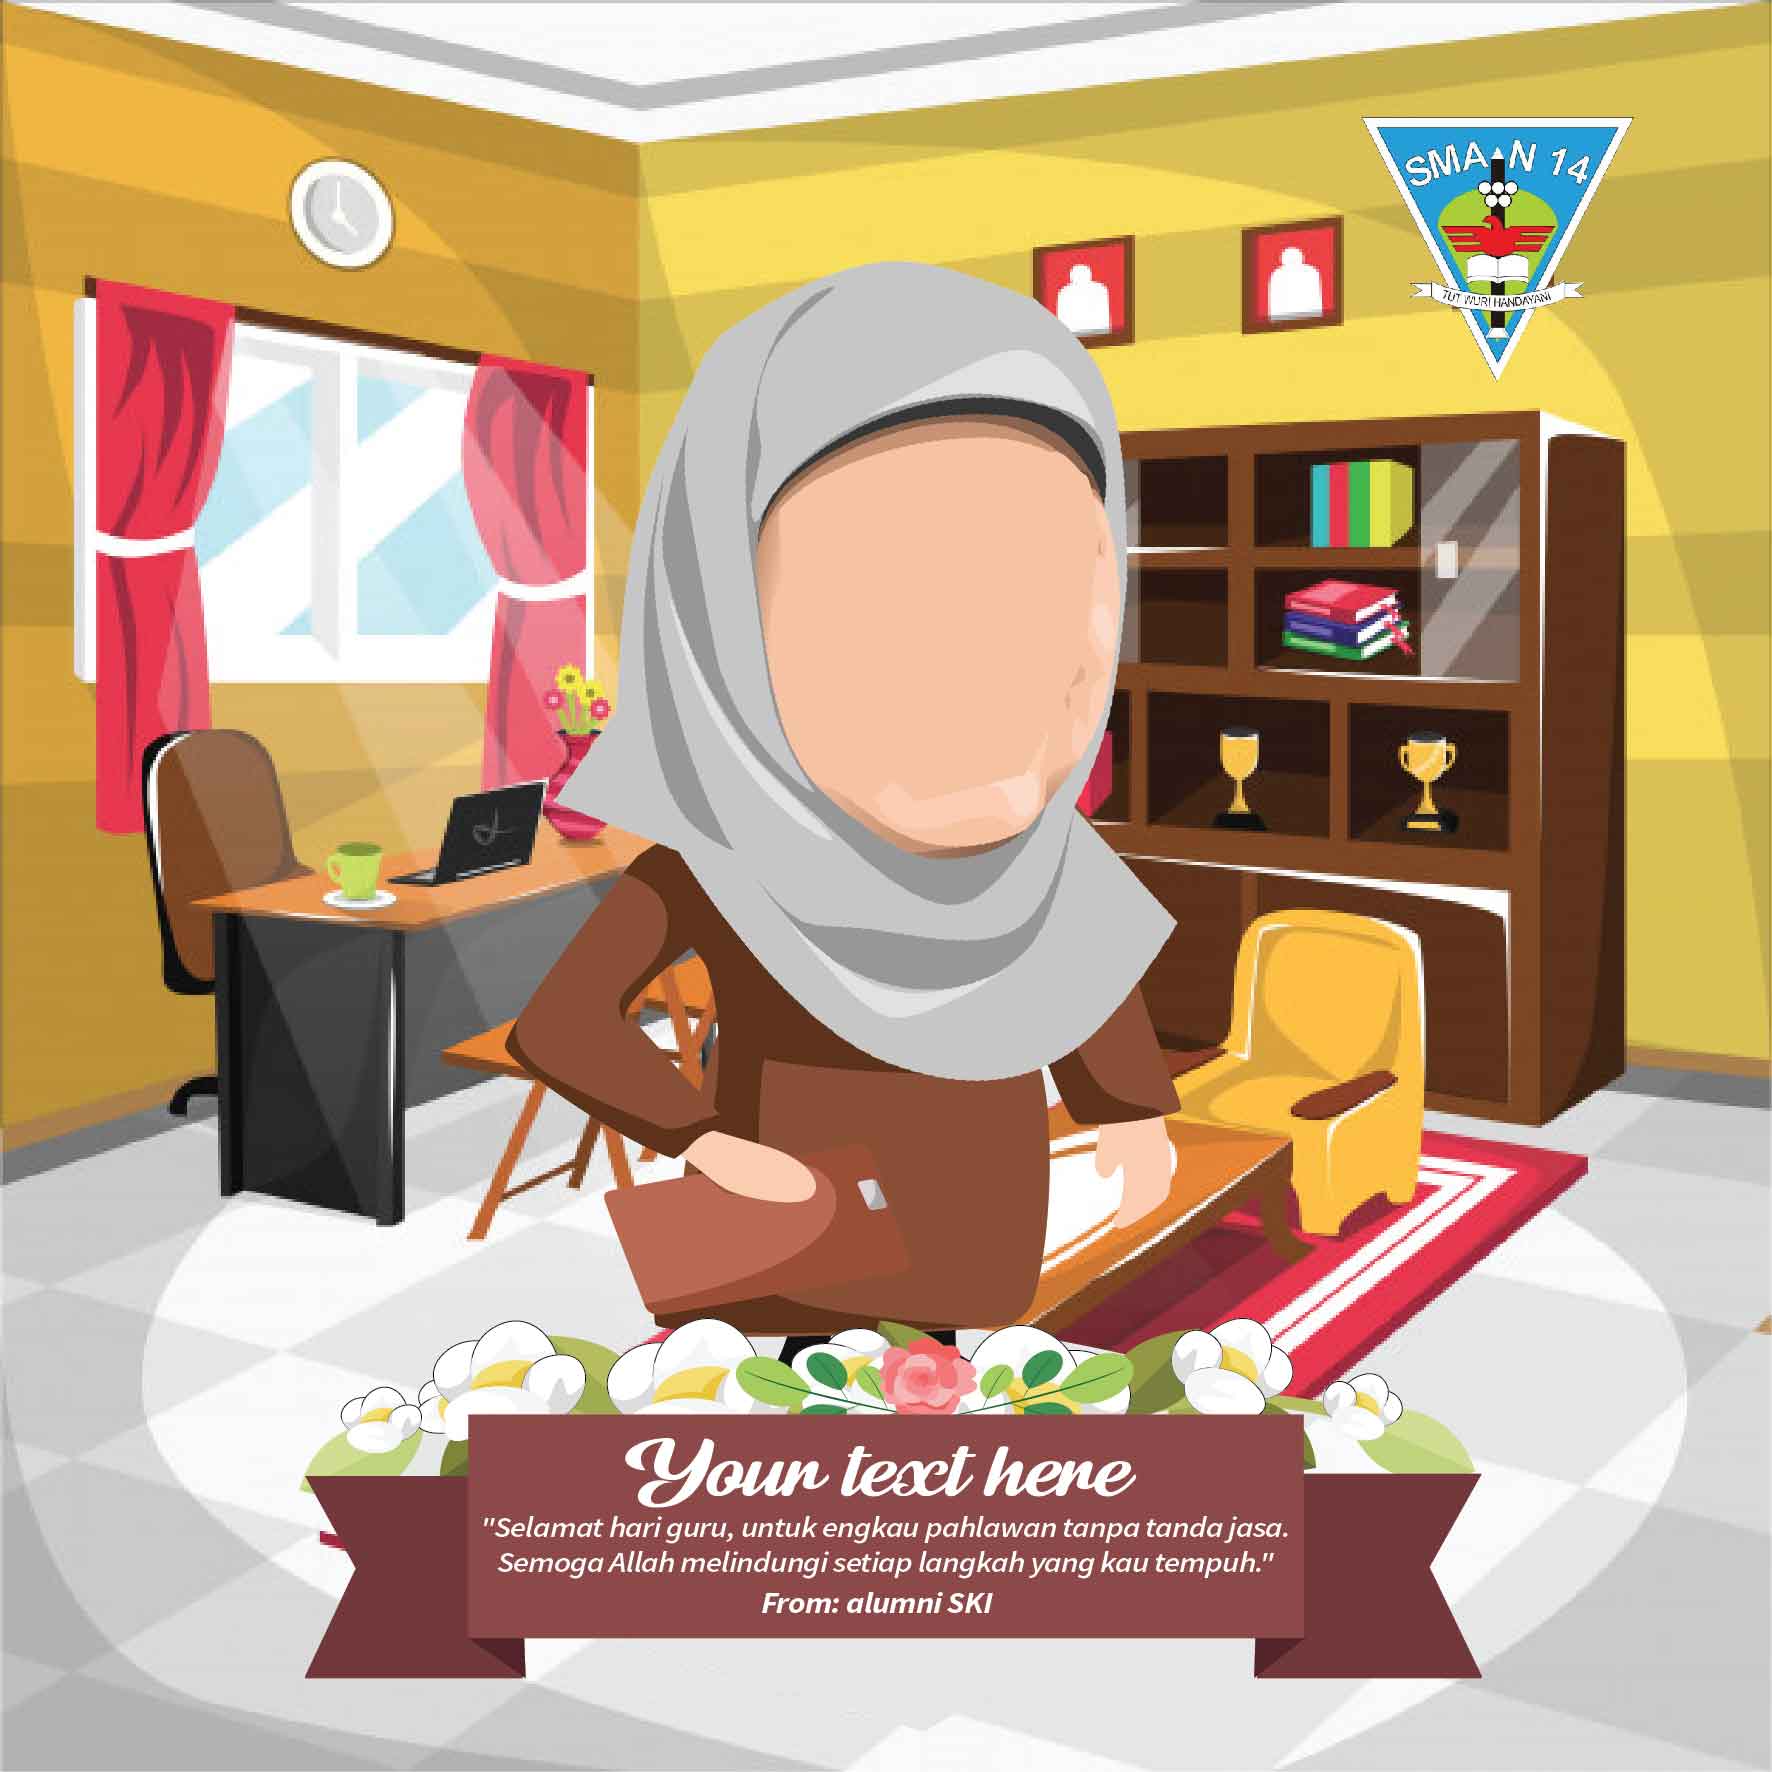 SMA N 14
TUT WURI HANDAYANI
Your text here
"Selamat hari guru, untuk engkau pahlawan tanpa tanda jasa.
Semoga Allah melindungi setiap langkah yang kau tempuh."
From: alumni SKI